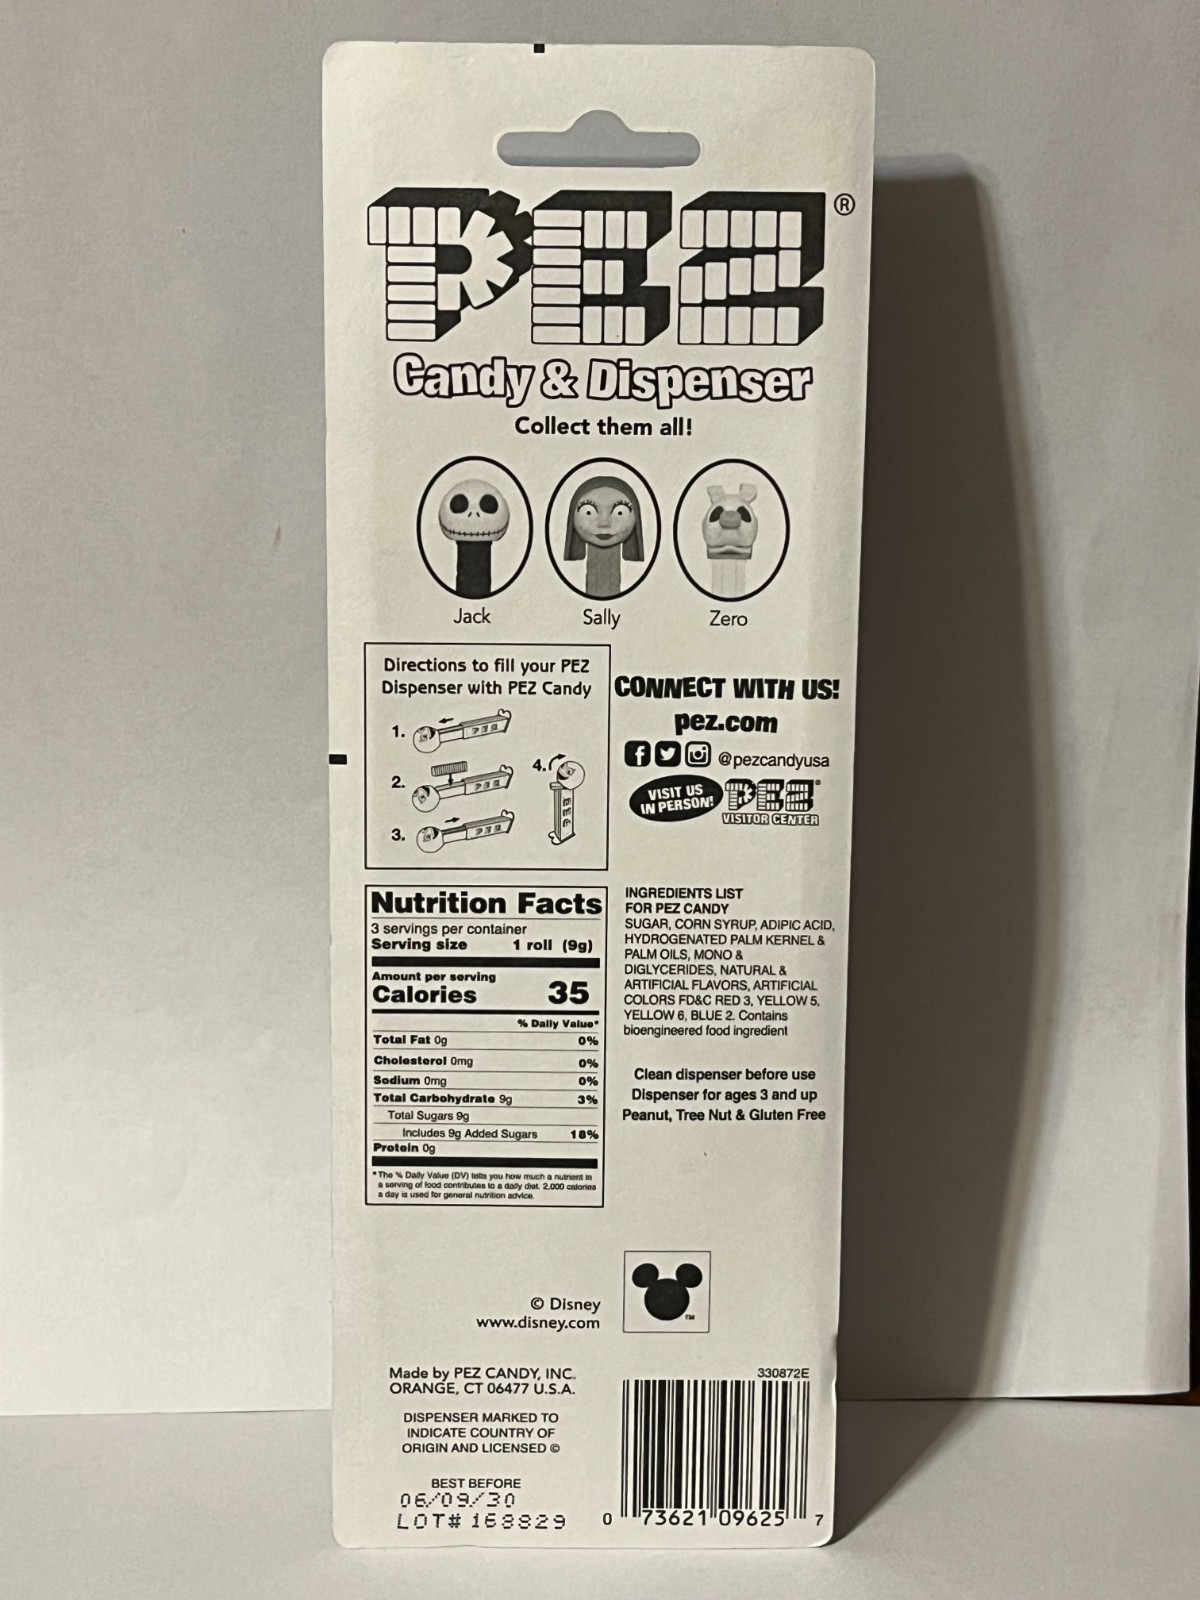 PEZ®
Candy & Dispenser
Collect them all!
Jack
Sally
Zero
Directions to fill your PEZ
Dispenser with PEZ Candy
1.
2.
3.
4.
CONNECT WITH US!
pez.com
@pezcandyusa
VISIT US
IN PERSON!
PEZ®
VISITOR CENTER
Nutrition Facts
3 servings per container
Serving size 1 roll (9g)
Amount per serving
Calories 35
% Daily Value*
Total Fat 0g 0%
Cholesterol 0mg 0%
Sodium 0mg 0%
Total Carbohydrate 9g 3%
Total Sugars 9g
Includes 9g Added Sugars 18%
Protein 0g
* The % Daily Value (DV) tells you how much a nutrient in
a serving of food contributes to a daily diet. 2,000 calories
a day is used for general nutrition advice.
INGREDIENTS LIST
FOR PEZ CANDY
SUGAR, CORN SYRUP, ADIPIC ACID,
HYDROGENATED PALM KERNEL &
PALM OILS, MONO &
DIGLYCERIDES, NATURAL &
ARTIFICIAL FLAVORS, ARTIFICIAL
COLORS FD&C RED 3, YELLOW 5,
YELLOW 6, BLUE 2. Contains
bioengineered food ingredient
Clean dispenser before use
Dispenser for ages 3 and up
Peanut, Tree Nut & Gluten Free
© Disney
www.disney.com
TM
Made by PEZ CANDY, INC.
ORANGE, CT 06477 U.S.A.
DISPENSER MARKED TO
INDICATE COUNTRY OF
ORIGIN AND LICENSED ©
BEST BEFORE
06/09/30
LOT# 168829
330872E
0 73621 09625 7